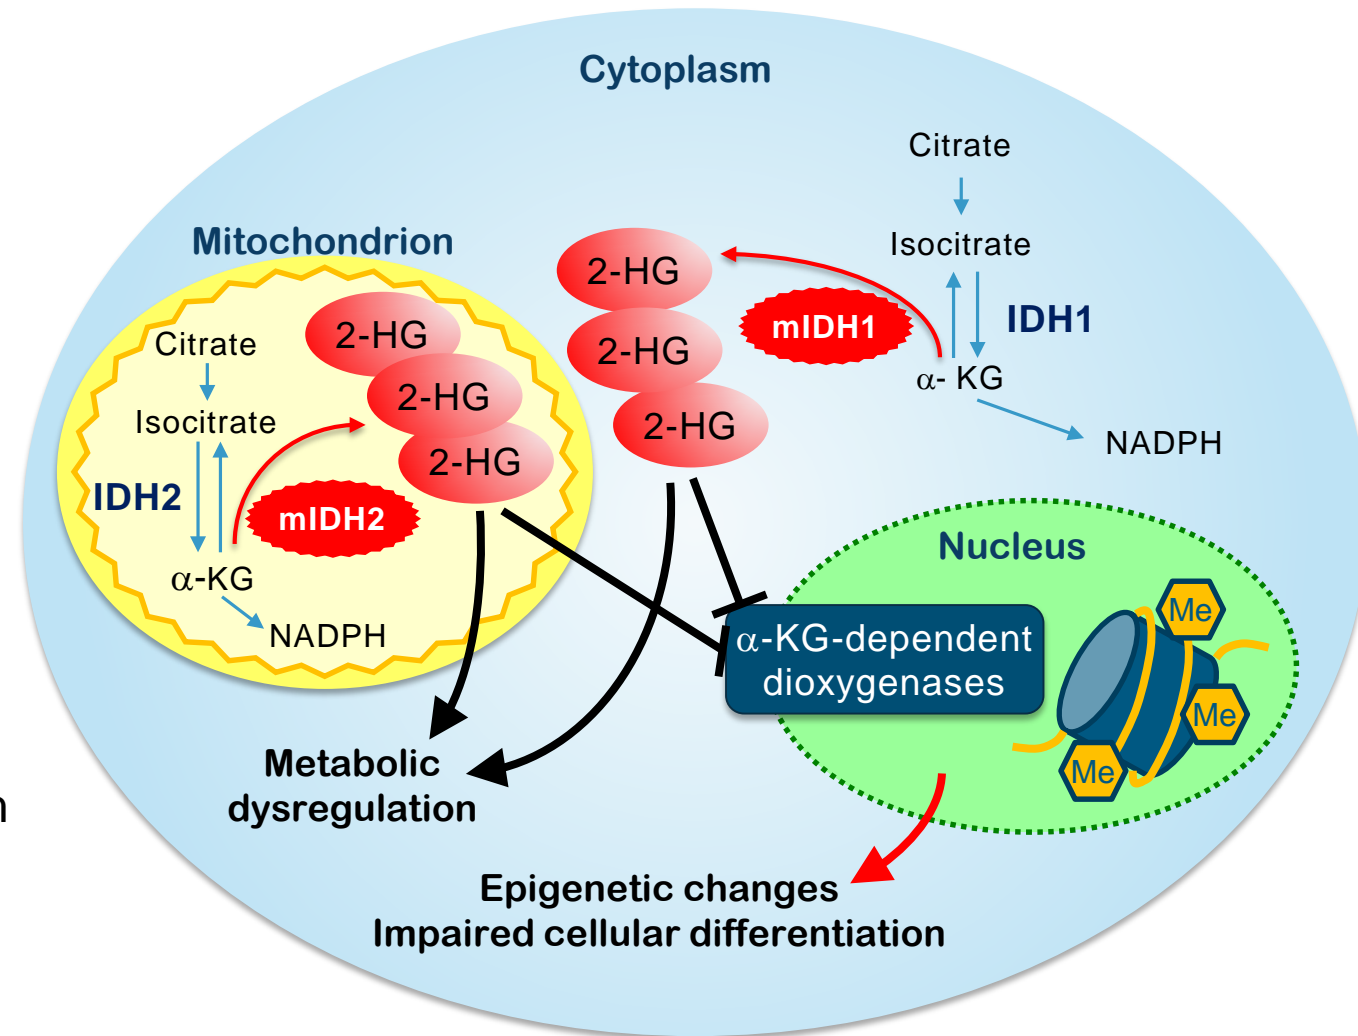 Cytoplasm
Citrate
Isocitrate
IDH1
mIDH1
α- KG
NADPH
2-HG
2-HG
2-HG
Mitochondrion
Citrate
Isocitrate
IDH2
mIDH2
α-KG
NADPH
2-HG
2-HG
2-HG
Nucleus
α-KG-dependent
dioxygenases
Me
Me
Me
Metabolic
dysregulation
n
Epigenetic changes
Impaired cellular differentiation